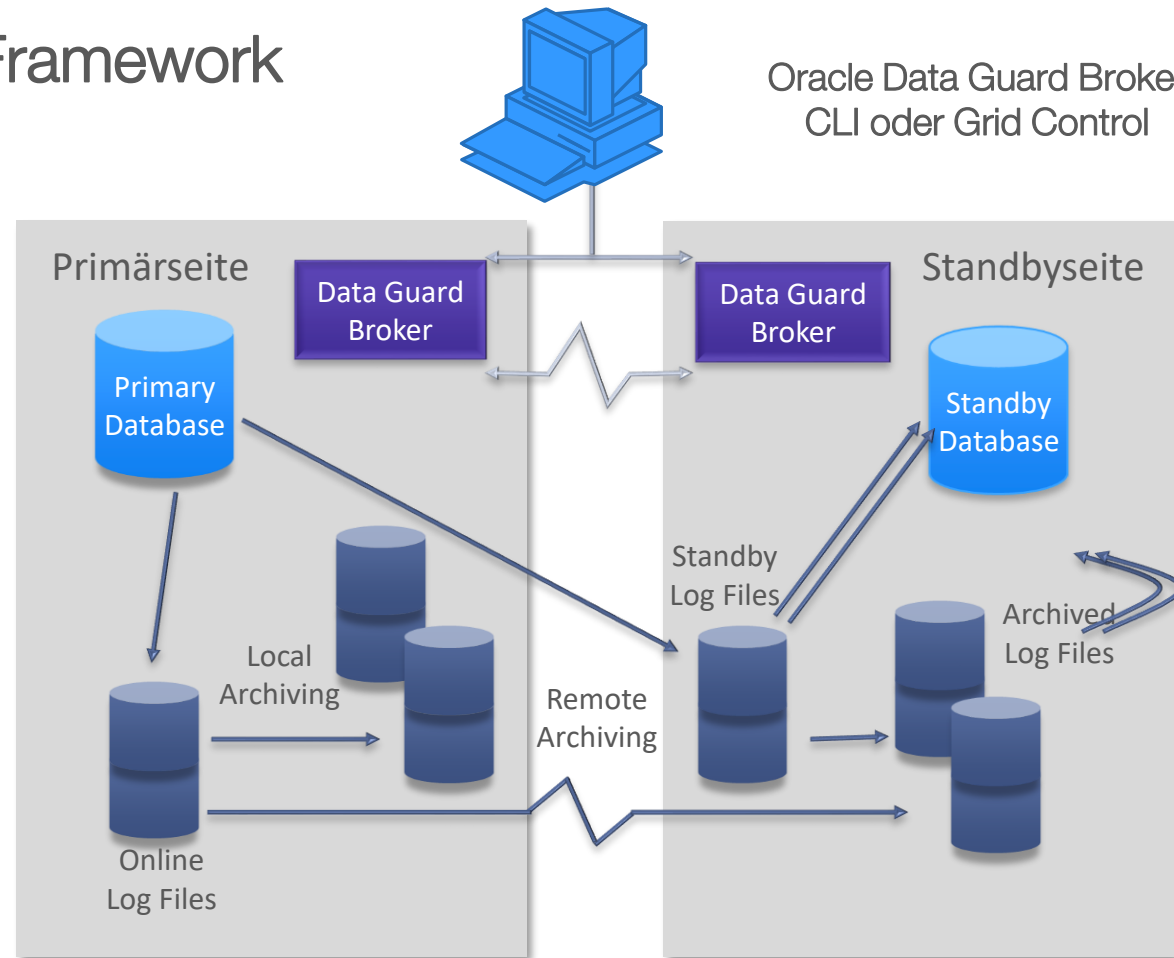 Framework
Oracle Data Guard Broke
CLI oder Grid Control
Primärseite
Data Guard
Broker
Data Guard
Broker
Standbyseite
Primary
Database
Standby
Database
Standby
Log Files
Archived
Log Files
Local
Archiving
Remote
Archiving
Online
Log Files